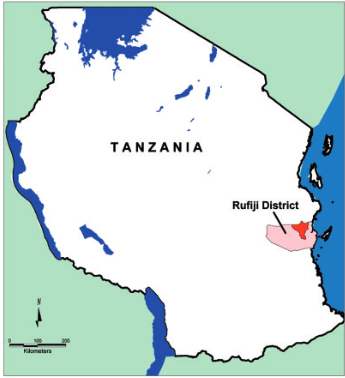 TANZANIA
Rufiji District
N
0 100 200
Kilometers